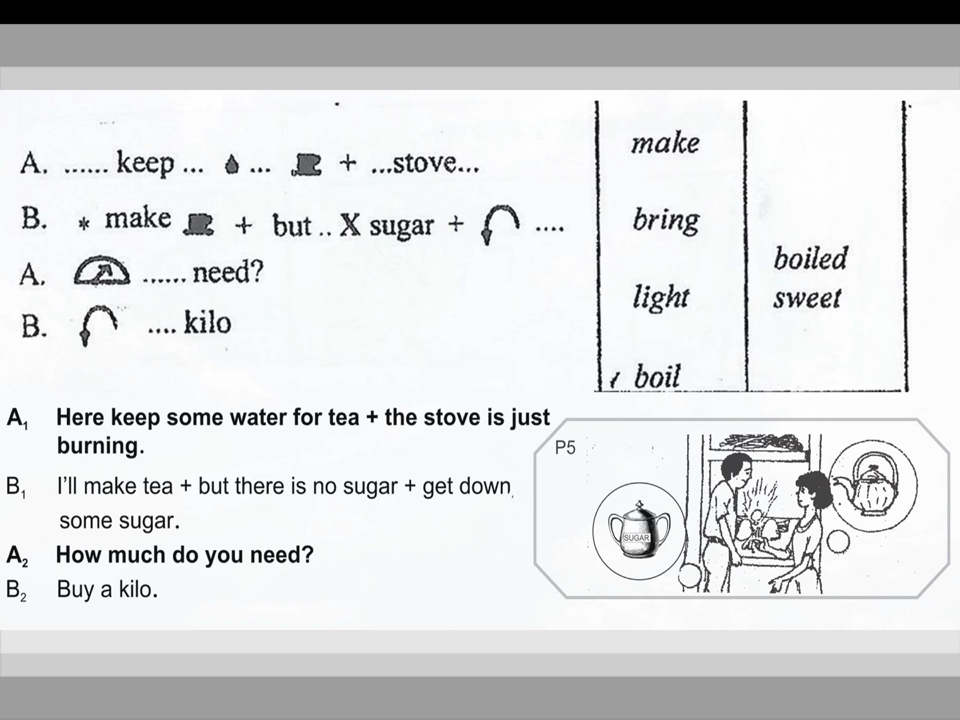 A. ...... keep ... ... + ...stove...
B. * make + but .. X sugar + ....
A. ...... need?
B. .... kilo
make
bring
light
boil
boiled
sweet
A1 Here keep some water for tea + the stove is just
burning.
B1 I'll make tea + but there is no sugar + get down
some sugar.
A2 How much do you need?
B2 Buy a kilo.
P5
SUGAR